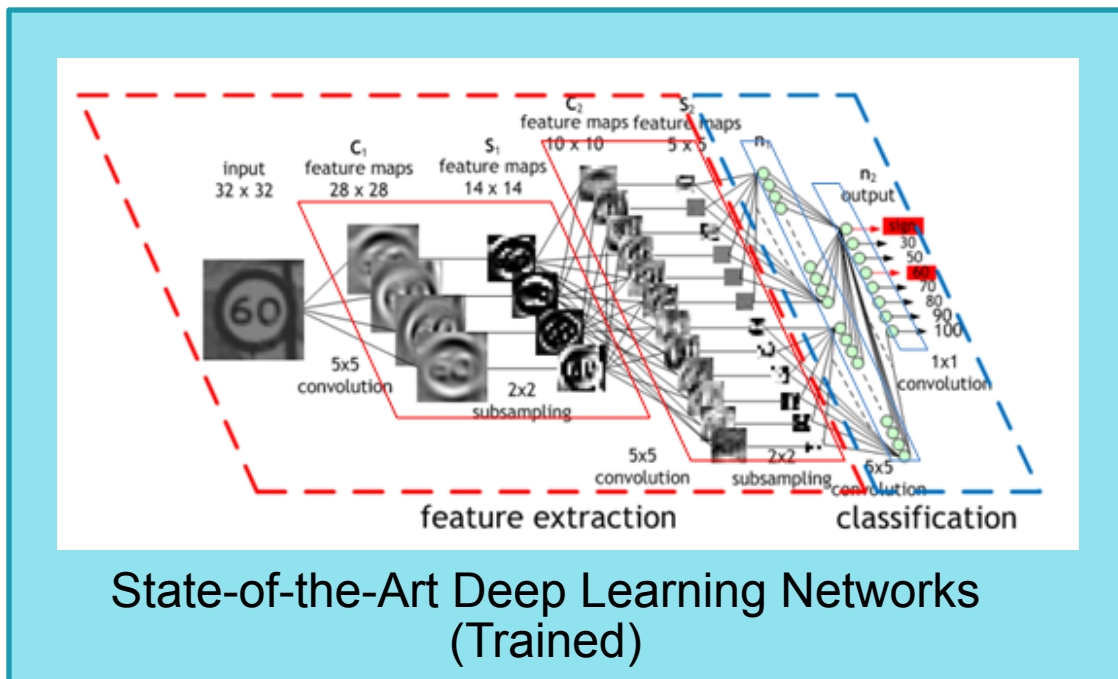 C₂
feature maps
10 x 10
S₂
feature maps
5 x 5
C₁
feature maps
28 x 28
S₁
feature maps
14 x 14
input
32 x 32
n₁
n₂
output
60
sign
30
50
60
70
80
90
100
5x5
convolution
2x2
subsampling
5x5
convolution
2x2
subsampling
5x5
convolution
1x1
convolution
feature extraction
classification
State-of-the-Art Deep Learning Networks
(Trained)